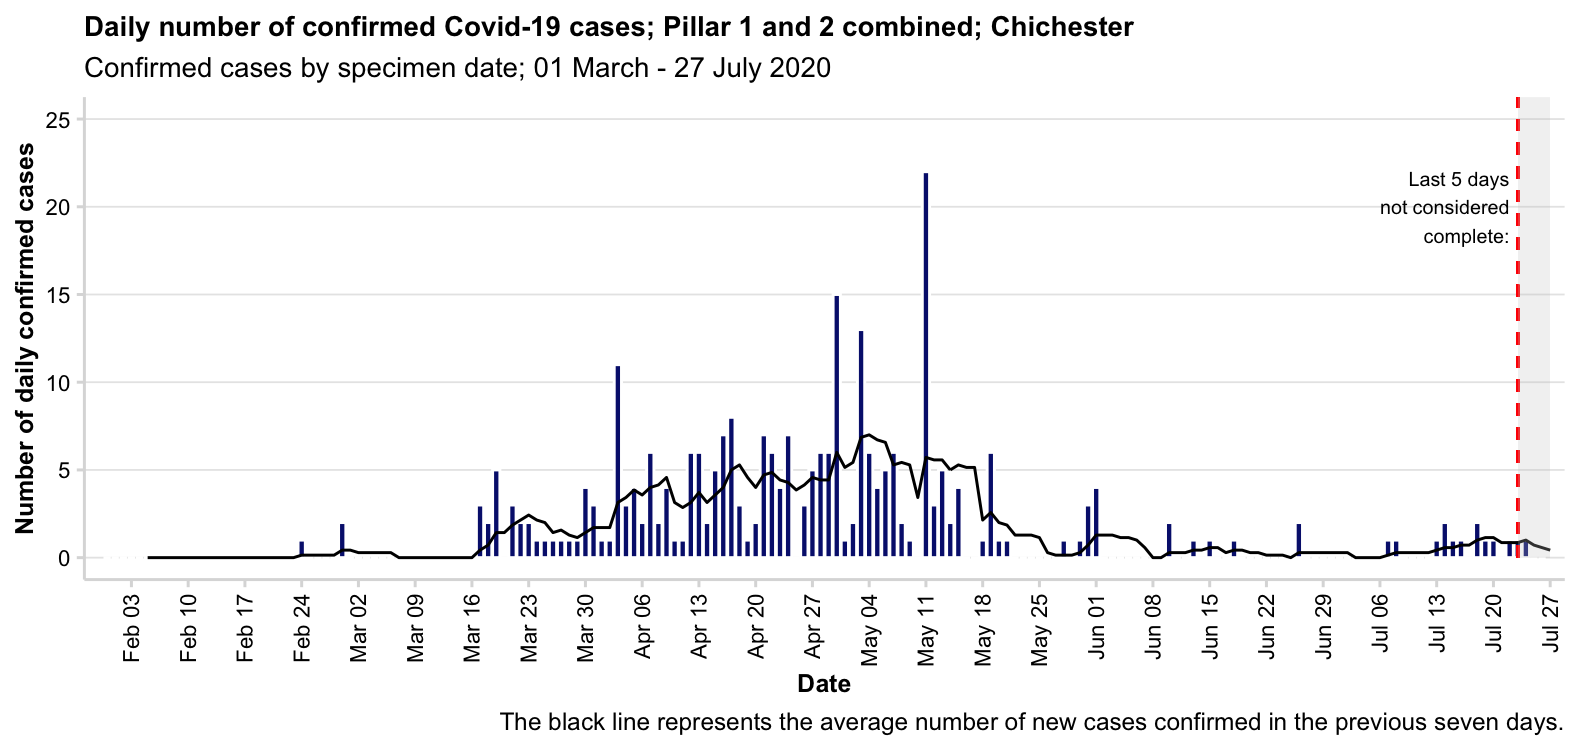 Daily number of confirmed Covid-19 cases; Pillar 1 and 2 combined; Chichester
Confirmed cases by specimen date; 01 March - 27 July 2020
Number of daily confirmed cases
25
20
15
10
5
0
Last 5 days
not considered
complete:
Feb 03
Feb 10
Feb 17
Feb 24
Mar 02
Mar 09
Mar 16
Mar 23
Mar 30
Apr 06
Apr 13
Apr 20
Apr 27
May 04
May 11
May 18
May 25
Jun 01
Jun 08
Jun 15
Jun 22
Jun 29
Jul 06
Jul 13
Jul 20
Jul 27
Date
The black line represents the average number of new cases confirmed in the previous seven days.